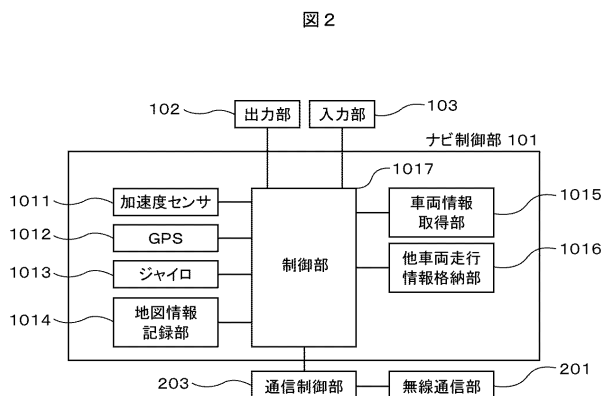 図2
102
出力部
入力部
103
ナビ制御部 101
1017
1011
加速度センサ
車両情報
取得部
1015
1012
GPS
1013
ジャイロ
制御部
他車両走行
情報格納部
1016
1014
地図情報
記録部
203
通信制御部
無線通信部
201